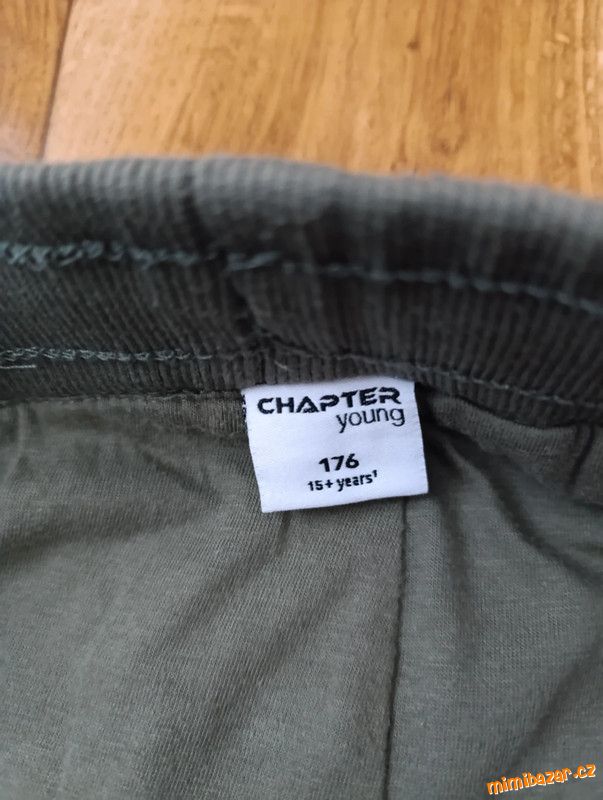 CHAPTER
young
176
15+ years¹
mimibazar.cz